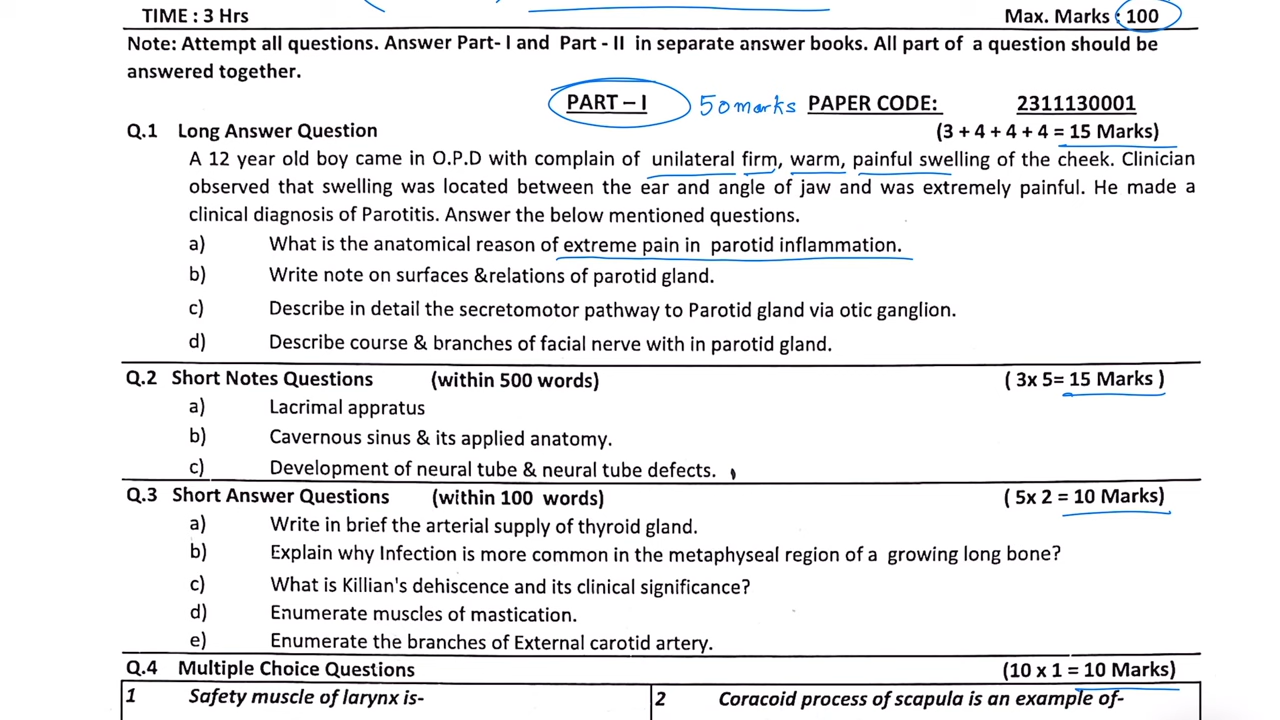 TIME : 3 Hrs Max. Marks : 100
Note: Attempt all questions. Answer Part- I and Part - II in separate answer books. All part of a question should be
answered together.
PART – I 50 marks PAPER CODE: 2311130001
Q.1 Long Answer Question (3 + 4 + 4 + 4 = 15 Marks)
A 12 year old boy came in O.P.D with complain of unilateral firm, warm, painful swelling of the cheek. Clinician
observed that swelling was located between the ear and angle of jaw and was extremely painful. He made a
clinical diagnosis of Parotitis. Answer the below mentioned questions.
a) What is the anatomical reason of extreme pain in parotid inflammation.
b) Write note on surfaces &relations of parotid gland.
c) Describe in detail the secretomotor pathway to Parotid gland via otic ganglion.
d) Describe course & branches of facial nerve with in parotid gland.
Q.2 Short Notes Questions (within 500 words) ( 3x 5= 15 Marks )
a) Lacrimal appratus
b) Cavernous sinus & its applied anatomy.
c) Development of neural tube & neural tube defects.
Q.3 Short Answer Questions (within 100 words) ( 5x 2 = 10 Marks)
a) Write in brief the arterial supply of thyroid gland.
b) Explain why Infection is more common in the metaphyseal region of a growing long bone?
c) What is Killian's dehiscence and its clinical significance?
d) Enumerate muscles of mastication.
e) Enumerate the branches of External carotid artery.
Q.4 Multiple Choice Questions (10 x 1 = 10 Marks)
1 Safety muscle of larynx is- 2 Coracoid process of scapula is an example of-